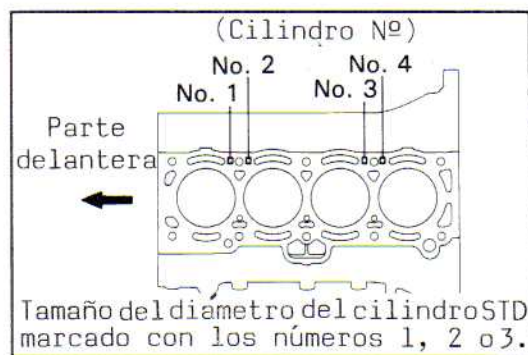 (Cilindro Nº)
No. 2 No. 4
No. 1 No. 3
Parte
delantera
Tamaño del diámetro del cilindro STD
marcado con los números 1, 2 o 3.